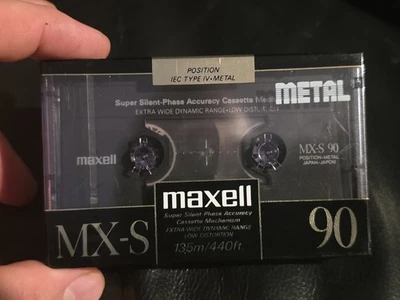 POSITION
IEC TYPE IV • METAL
Super Silent-Phase Accuracy Cassette
EXTRA WIDE DYNAMIC RANGE • LOW
METAL
maxell
MX-S 90
POSITION-METAL
JAPAN-JAPON
maxell
Super Silent Phase Accuracy
Cassette Mechanism
EXTRA WIDE DYNAMIC RANGE
LOW DISTORTION
MX-S
135m/440ft.
90